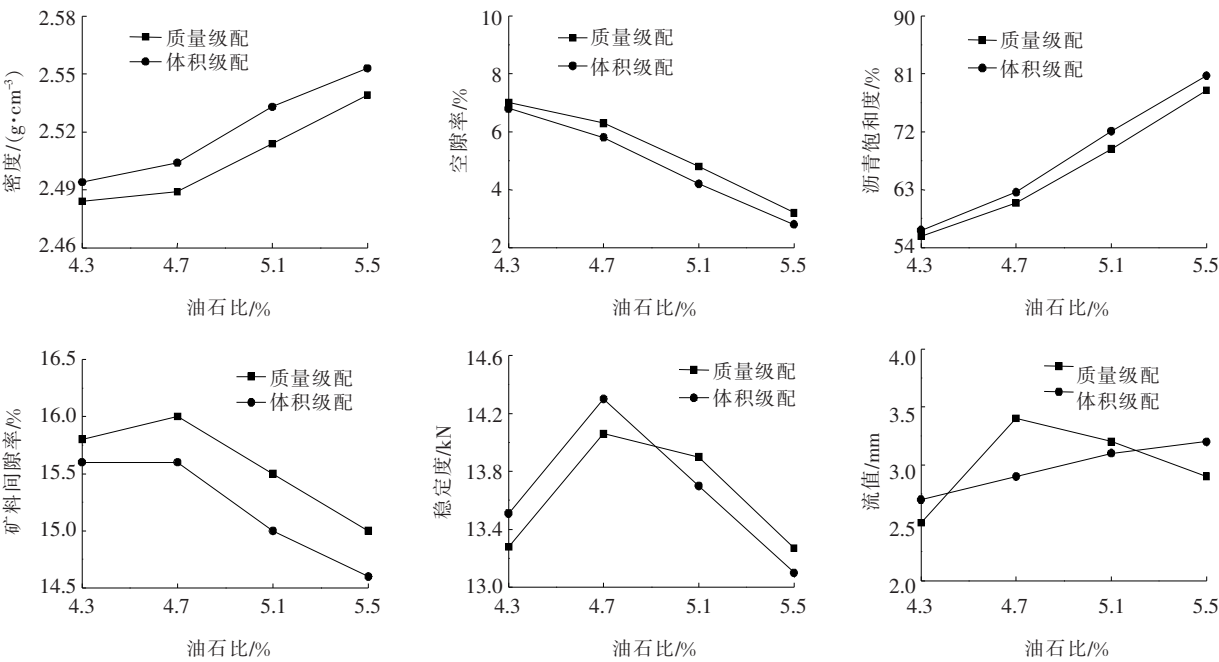 2.58
2.55
2.52
2.49
2.46
密度/(g·cm⁻³)
质量级配
体积级配
4.3 4.7 5.1 5.5
油石比/%
10
8
6
4
2
空隙率/%
质量级配
体积级配
4.3 4.7 5.1 5.5
油石比/%
90
81
72
63
54
沥青饱和度/%
质量级配
体积级配
4.3 4.7 5.1 5.5
油石比/%
16.5
16.0
15.5
15.0
14.5
矿料间隙率/%
质量级配
体积级配
4.3 4.7 5.1 5.5
油石比/%
14.6
14.2
13.8
13.4
13.0
稳定度/kN
质量级配
体积级配
4.3 4.7 5.1 5.5
油石比/%
4.0
3.5
3.0
2.5
2.0
流值/mm
质量级配
体积级配
4.3 4.7 5.1 5.5
油石比/%